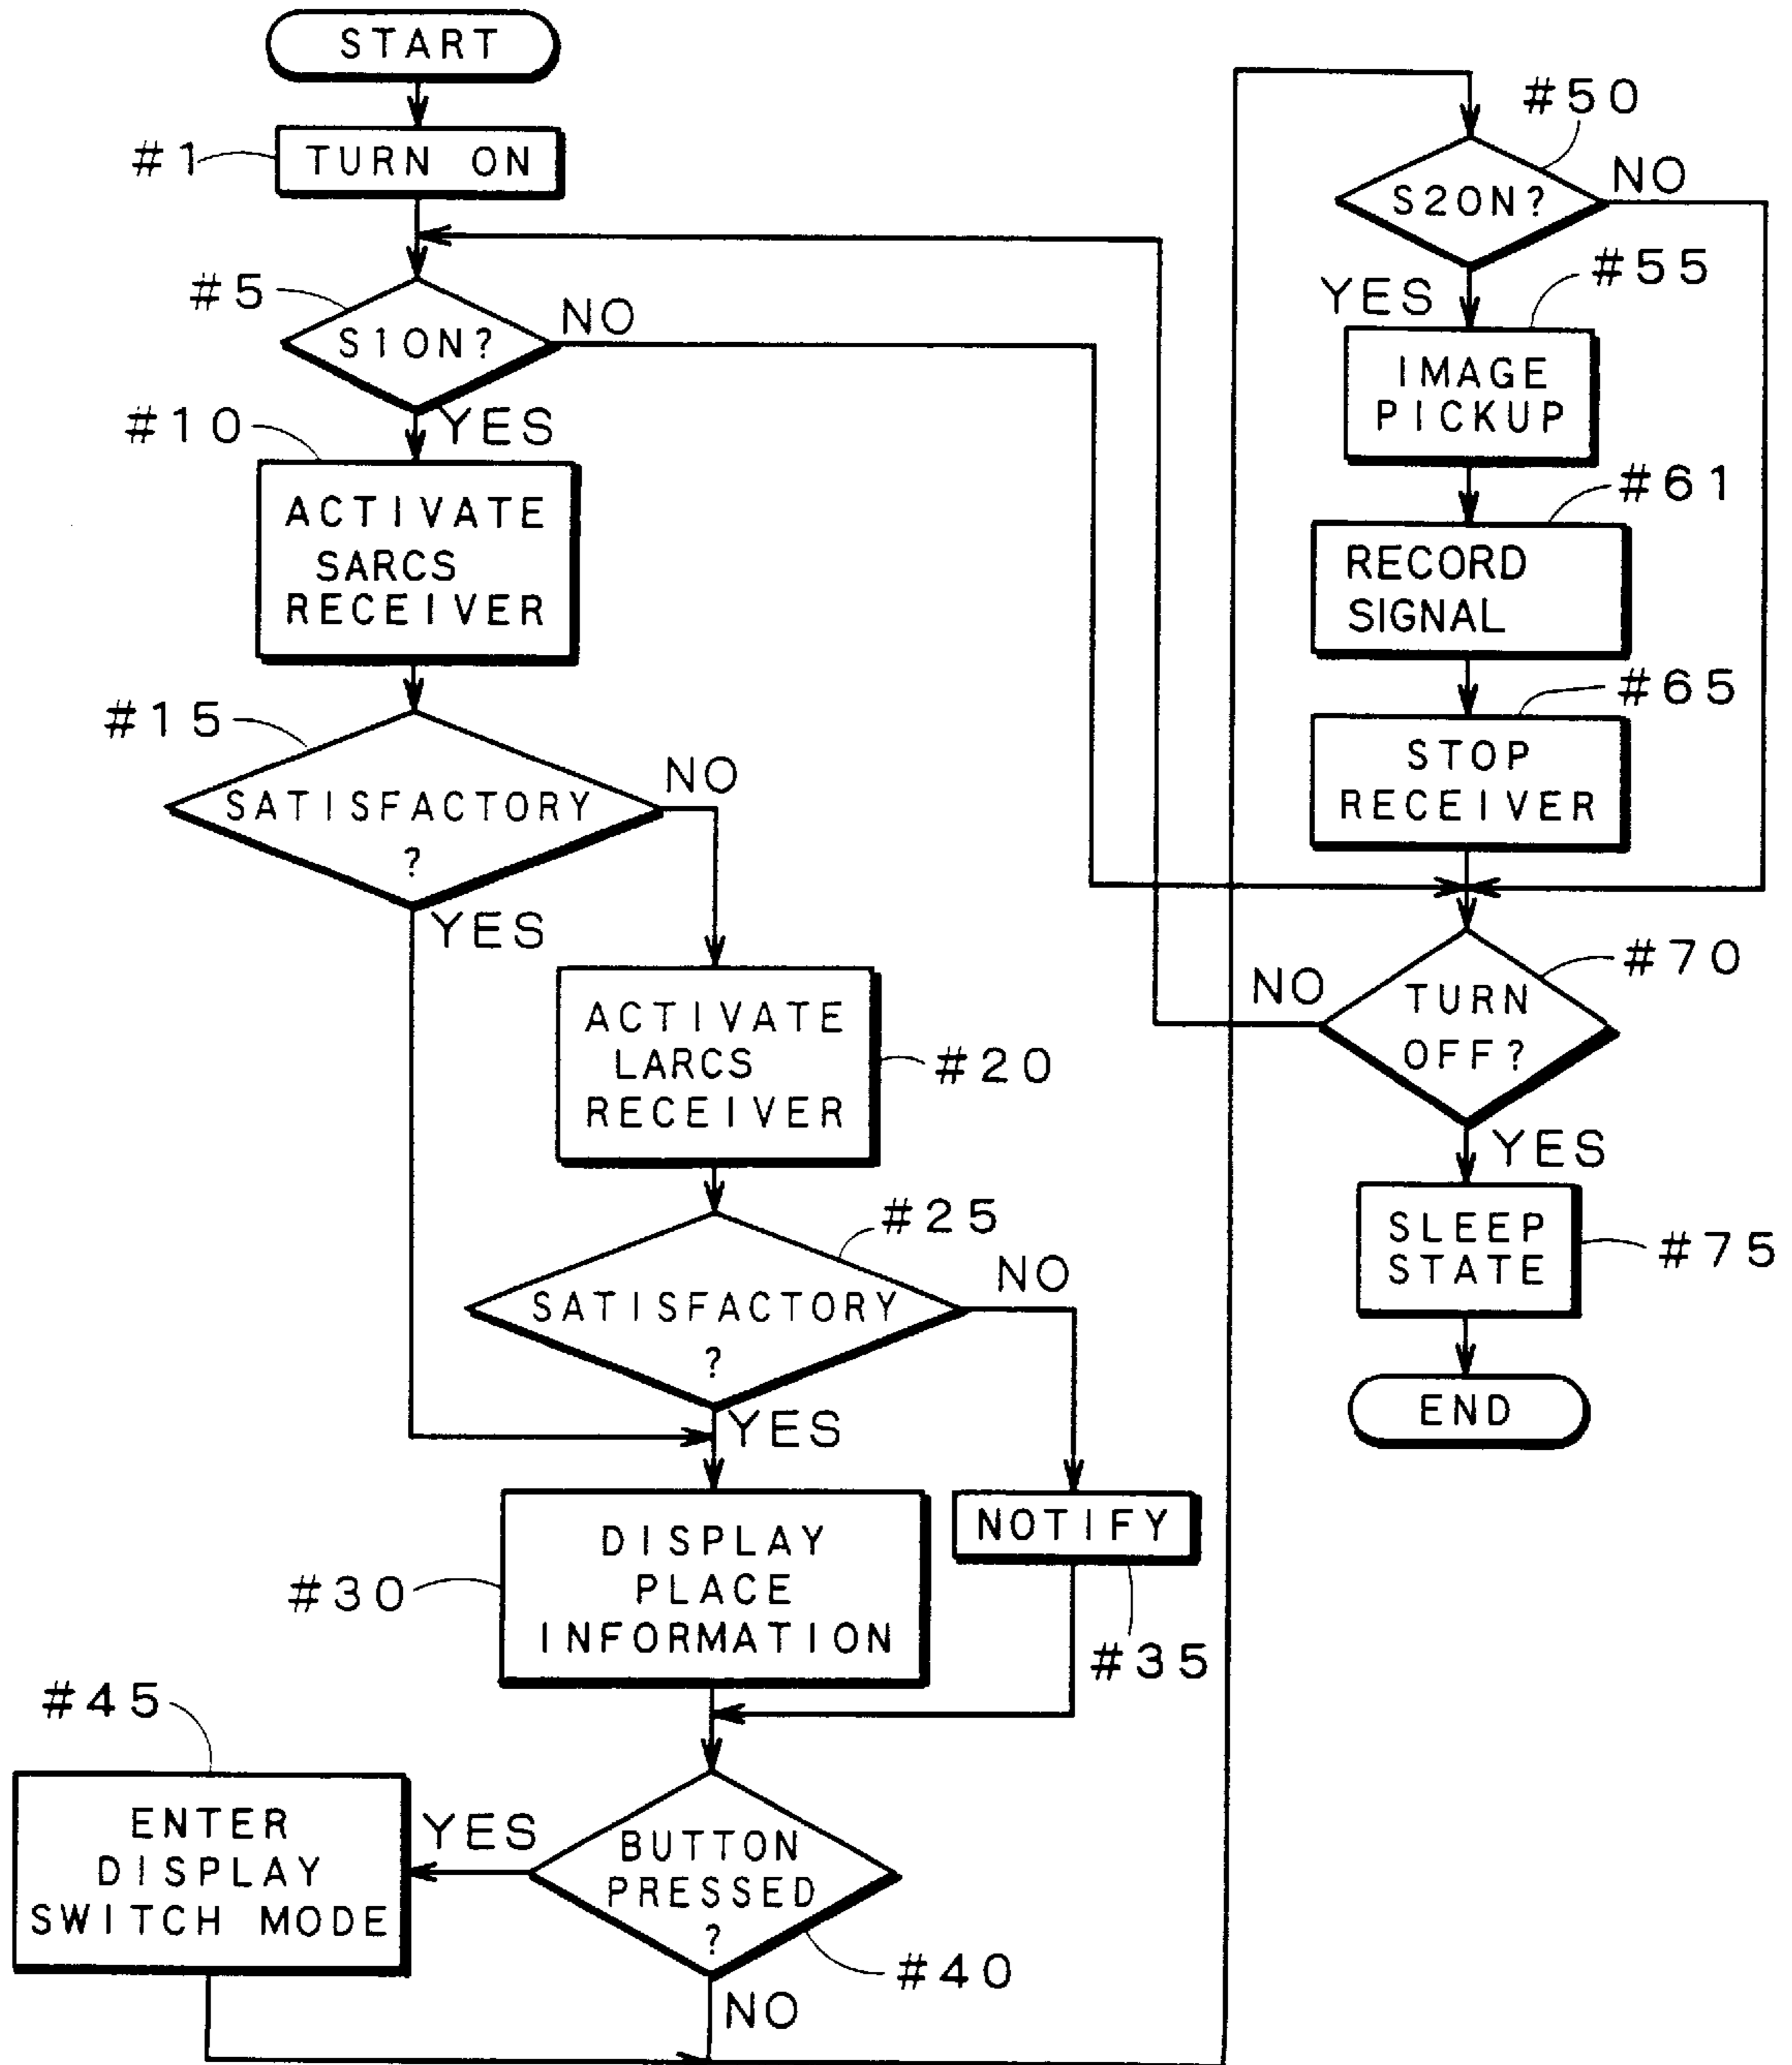 START
#1
TURN ON
#5
S1ON?
NO
YES
#10
ACTIVATE
SARCS
RECEIVER
#15
SATISFACTORY
?
NO
YES
ACTIVATE
LARCS
RECEIVER
#20
#25
SATISFACTORY
?
NO
YES
DISPLAY
PLACE
INFORMATION
#30
NOTIFY
#35
#45
ENTER
DISPLAY
SWITCH MODE
YES
BUTTON
PRESSED
?
#40
NO
#50
S2ON?
NO
YES
#55
IMAGE
PICKUP
#61
RECORD
SIGNAL
#65
STOP
RECEIVER
#70
NO
TURN
OFF?
YES
SLEEP
STATE
#75
END